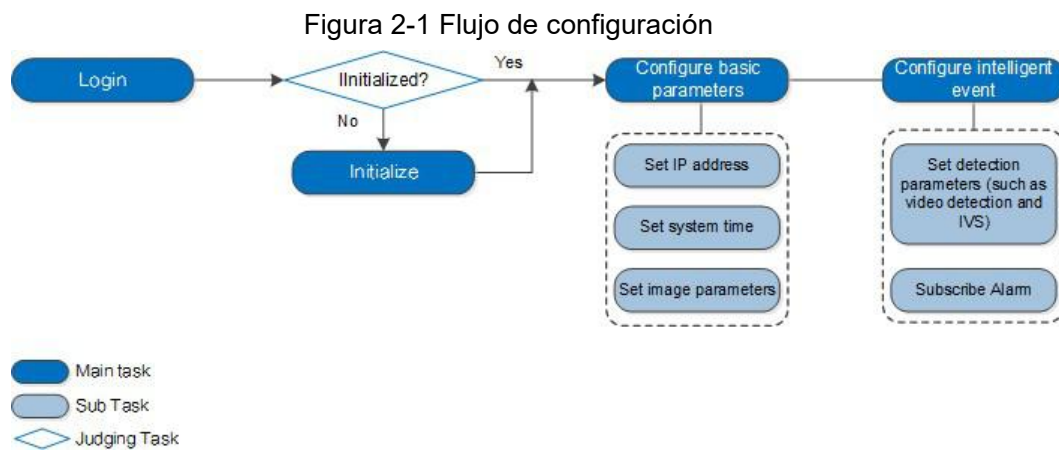 Figura 2-1 Flujo de configuración
Login
IInitialized?
Yes
No
Initialize
Configure basic
parameters
Set IP address
Set system time
Set image parameters
Configure intelligent
event
Set detection
parameters (such as
video detection and
IVS)
Subscribe Alarm
Main task
Sub Task
Judging Task